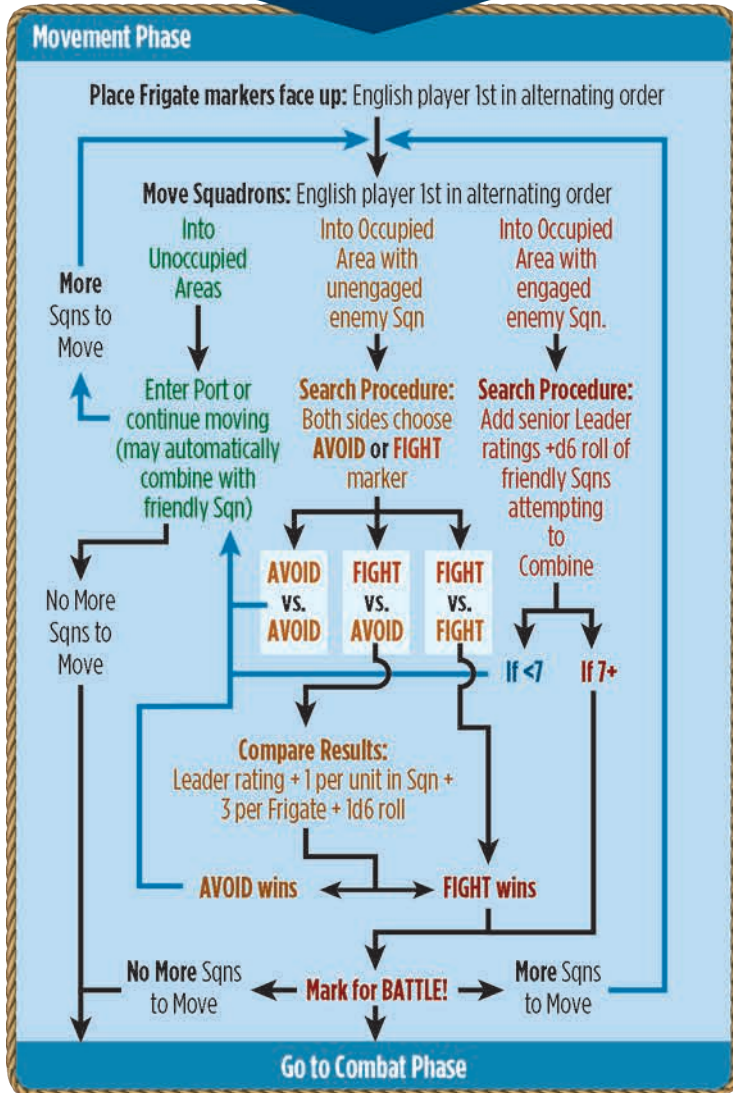 Movement Phase
Place Frigate markers face up: English player 1st in alternating order
Move Squadrons: English player 1st in alternating order
Into
Unoccupied
Areas
Into Occupied
Area with
unengaged
enemy Sqn
Into Occupied
Area with
engaged
enemy Sqn.
More
Sqns to
Move
Enter Port or
continue moving
(may automatically
combine with
friendly Sqn)
Search Procedure:
Both sides choose
AVOID or FIGHT
marker
Search Procedure:
Add senior Leader
ratings +d6 roll of
friendly Sqns
attempting
to
Combine
No More
Sqns to
Move
AVOID
vs.
AVOID
FIGHT
vs.
AVOID
FIGHT
vs.
FIGHT
If <7
If 7+
Compare Results:
Leader rating + 1 per unit in Sqn +
3 per Frigate + 1d6 roll
AVOID wins
FIGHT wins
No More Sqns
to Move
Mark for BATTLE!
More Sqns
to Move
Go to Combat Phase